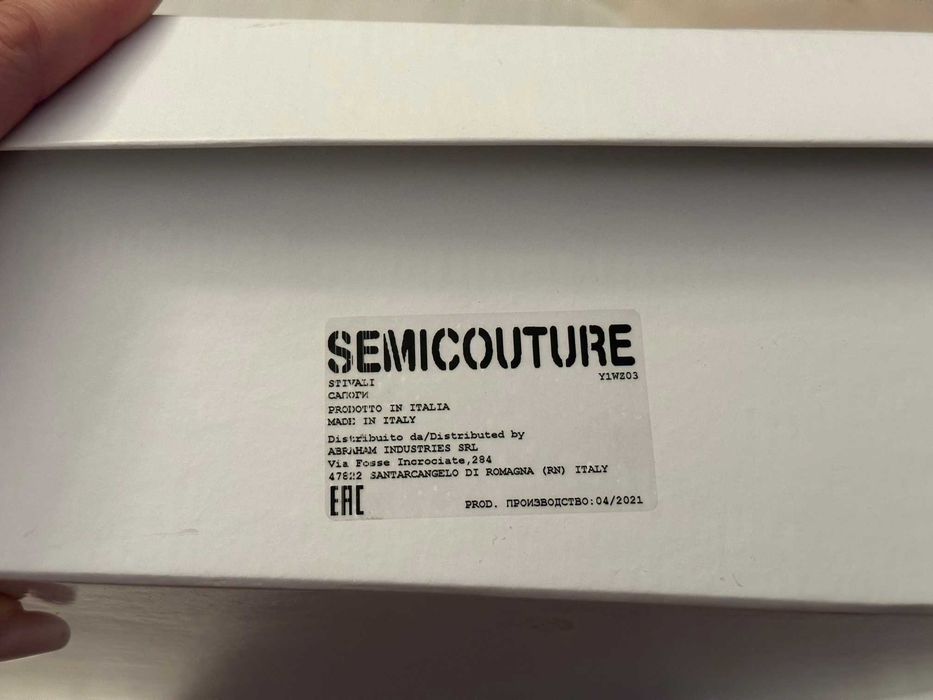 SEMICOUTURE
STIVALI Y1WZ03
САПОГИ
PRODOTTO IN ITALIA
MADE IN ITALY
Distribuito da/Distributed by
ABRAHAM INDUSTRIES SRL
Via Fosse Incrociate,284
47822 SANTARCANGELO DI ROMAGNA (RN) ITALY
EAC PROD. ПРОИЗВОДСТВО:04/2021